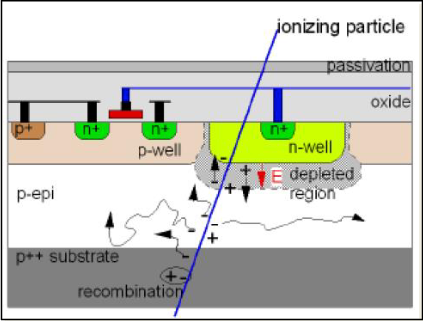 ionizing particle
passivation
oxide
p+ n+ n+ n+
p-well n-well
- +
+ E depleted
region
p-epi
-
- -
+
p++ substrate -
+-
recombination